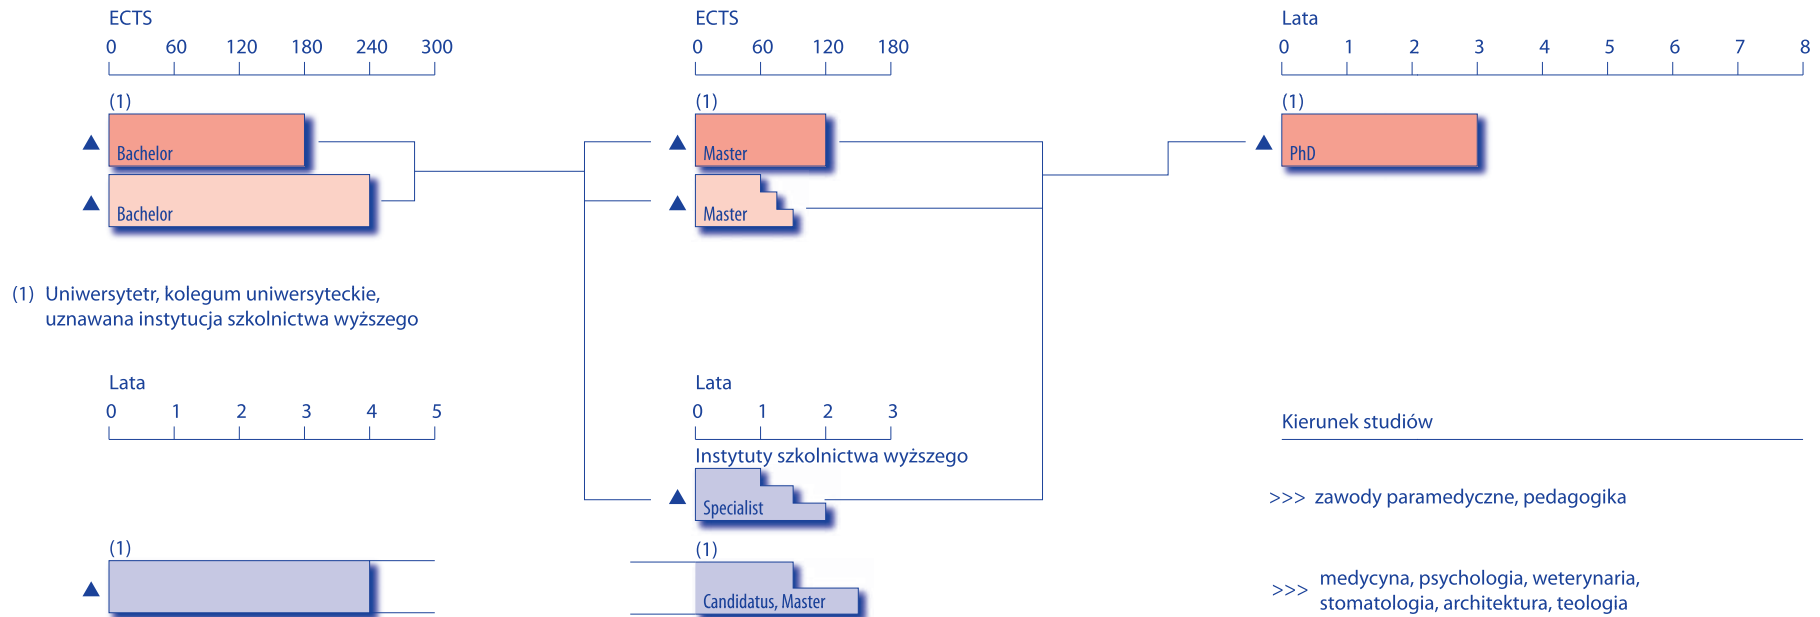 ECTS
0 60 120 180 240 300
(1)
Bachelor
Bachelor
ECTS
0 60 120 180
(1)
Master
Master
Lata
0 1 2 3 4 5 6 7 8
(1)
PhD
(1) Uniwersytetr, kolegum uniwersyteckie,
uznawana instytucja szkolnictwa wyższego
Lata
0 1 2 3 4 5
(1)
Lata
0 1 2 3
Instytuty szkolnictwa wyższego
Specialist
(1)
Candidatus, Master
Kierunek studiów
>>> zawody paramedyczne, pedagogika
>>> medycyna, psychologia, weterynaria,
stomatologia, architektura, teologia